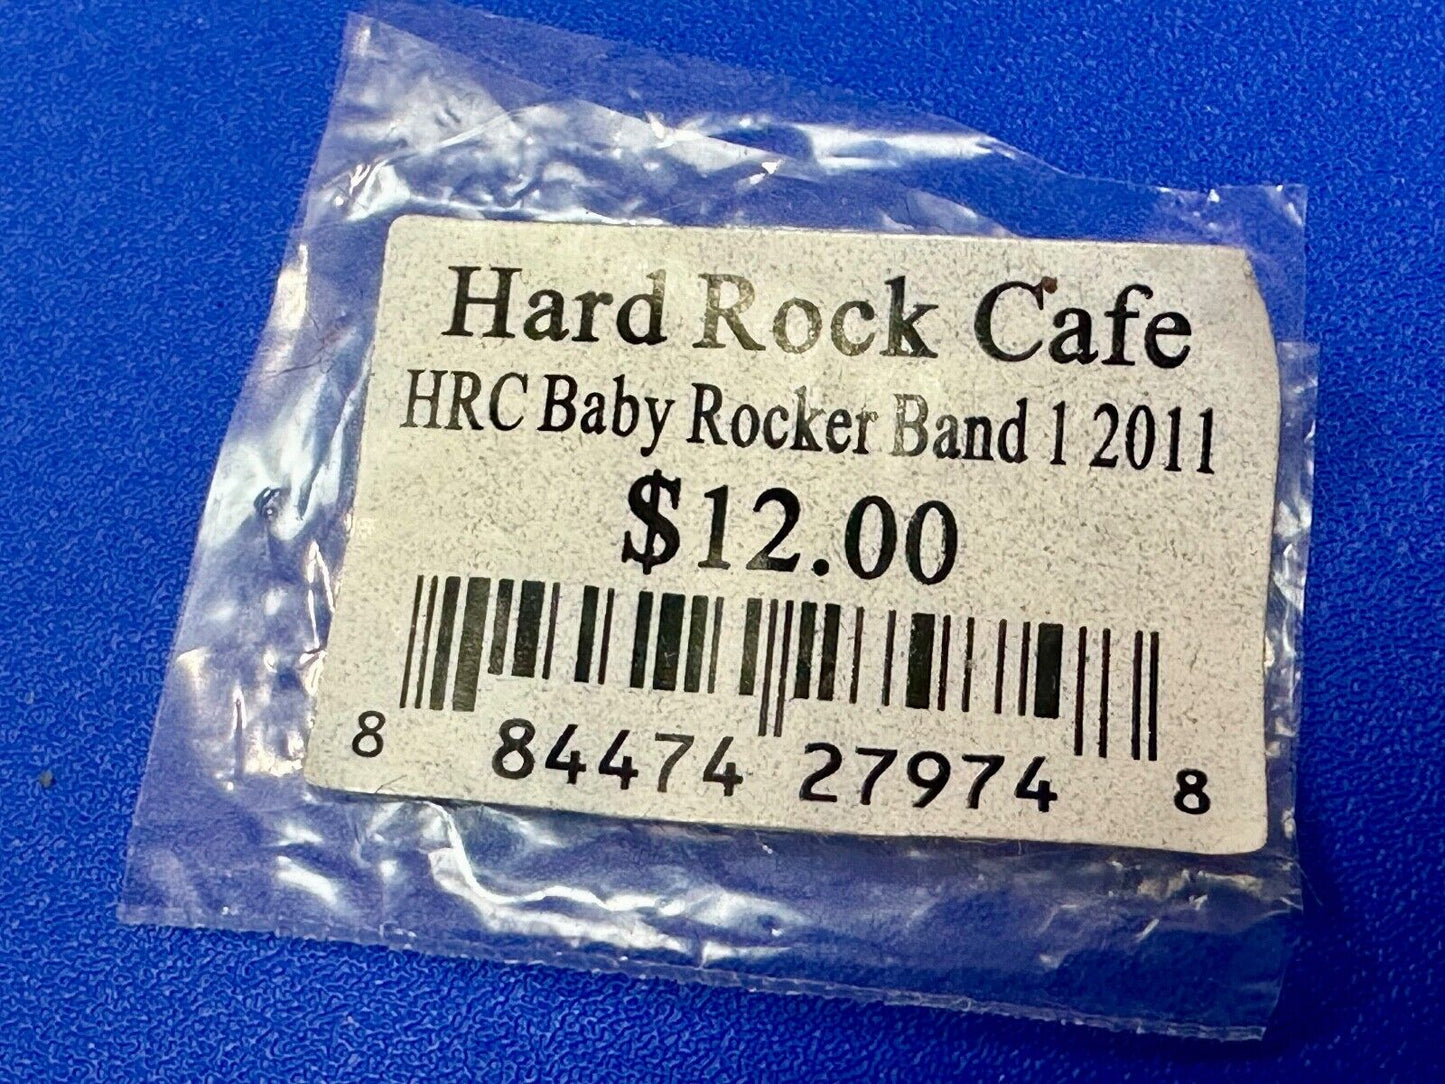 Hard Rock Cafe
HRC Baby Rocker Band 1 2011
$12.00
8 84474 27974 8